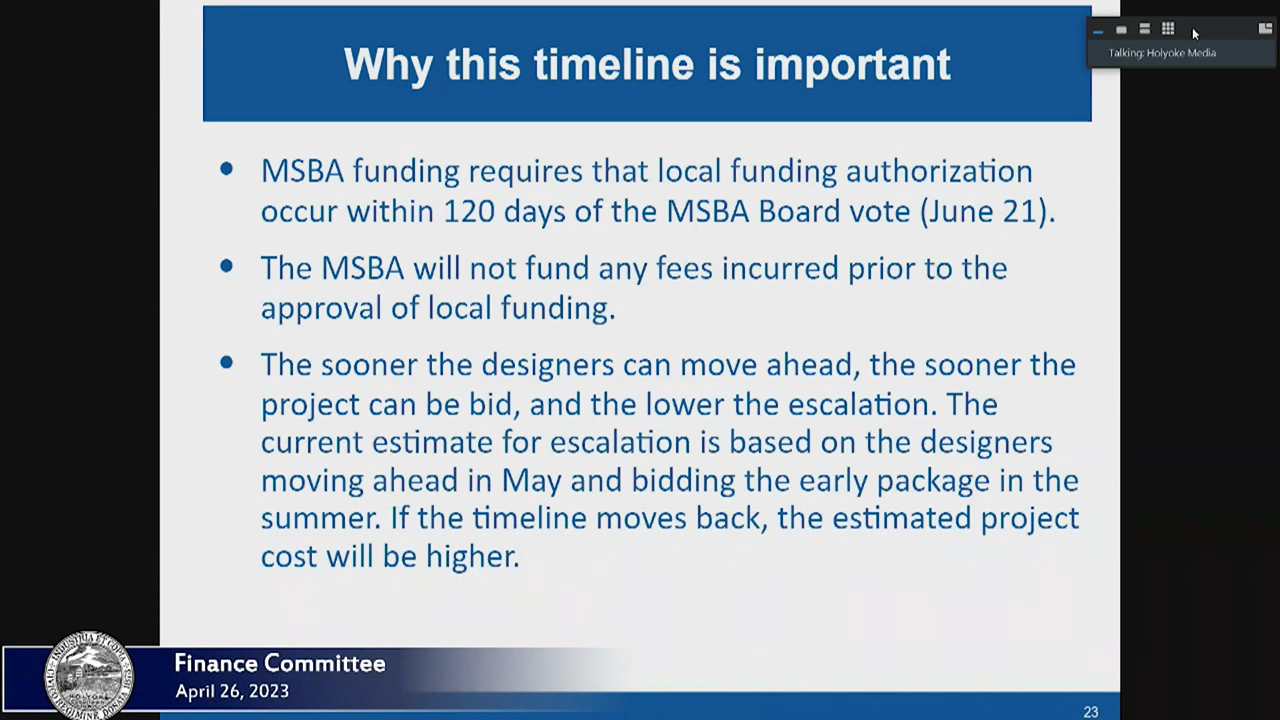 Why this timeline is important
Talking: Holyoke Media
• MSBA funding requires that local funding authorization
occur within 120 days of the MSBA Board vote (June 21).
• The MSBA will not fund any fees incurred prior to the
approval of local funding.
• The sooner the designers can move ahead, the sooner the
project can be bid, and the lower the escalation. The
current estimate for escalation is based on the designers
moving ahead in May and bidding the early package in the
summer. If the timeline moves back, the estimated project
cost will be higher.
Finance Committee
April 26, 2023
23